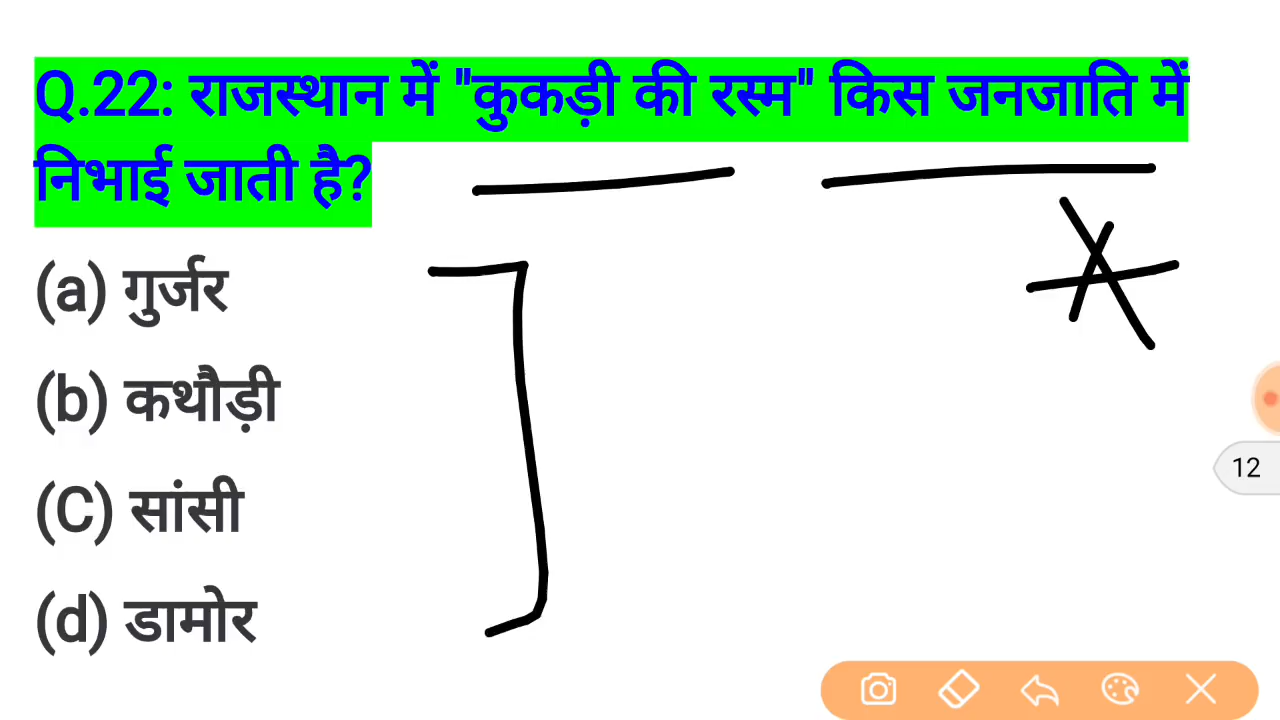 Q.22: राजस्थान में "कुकड़ी की रस्म" किस जनजाति में
निभाई जाती है?
(a) गुर्जर
(b) कथौड़ी
(C) सांसी
(d) डामोर
12